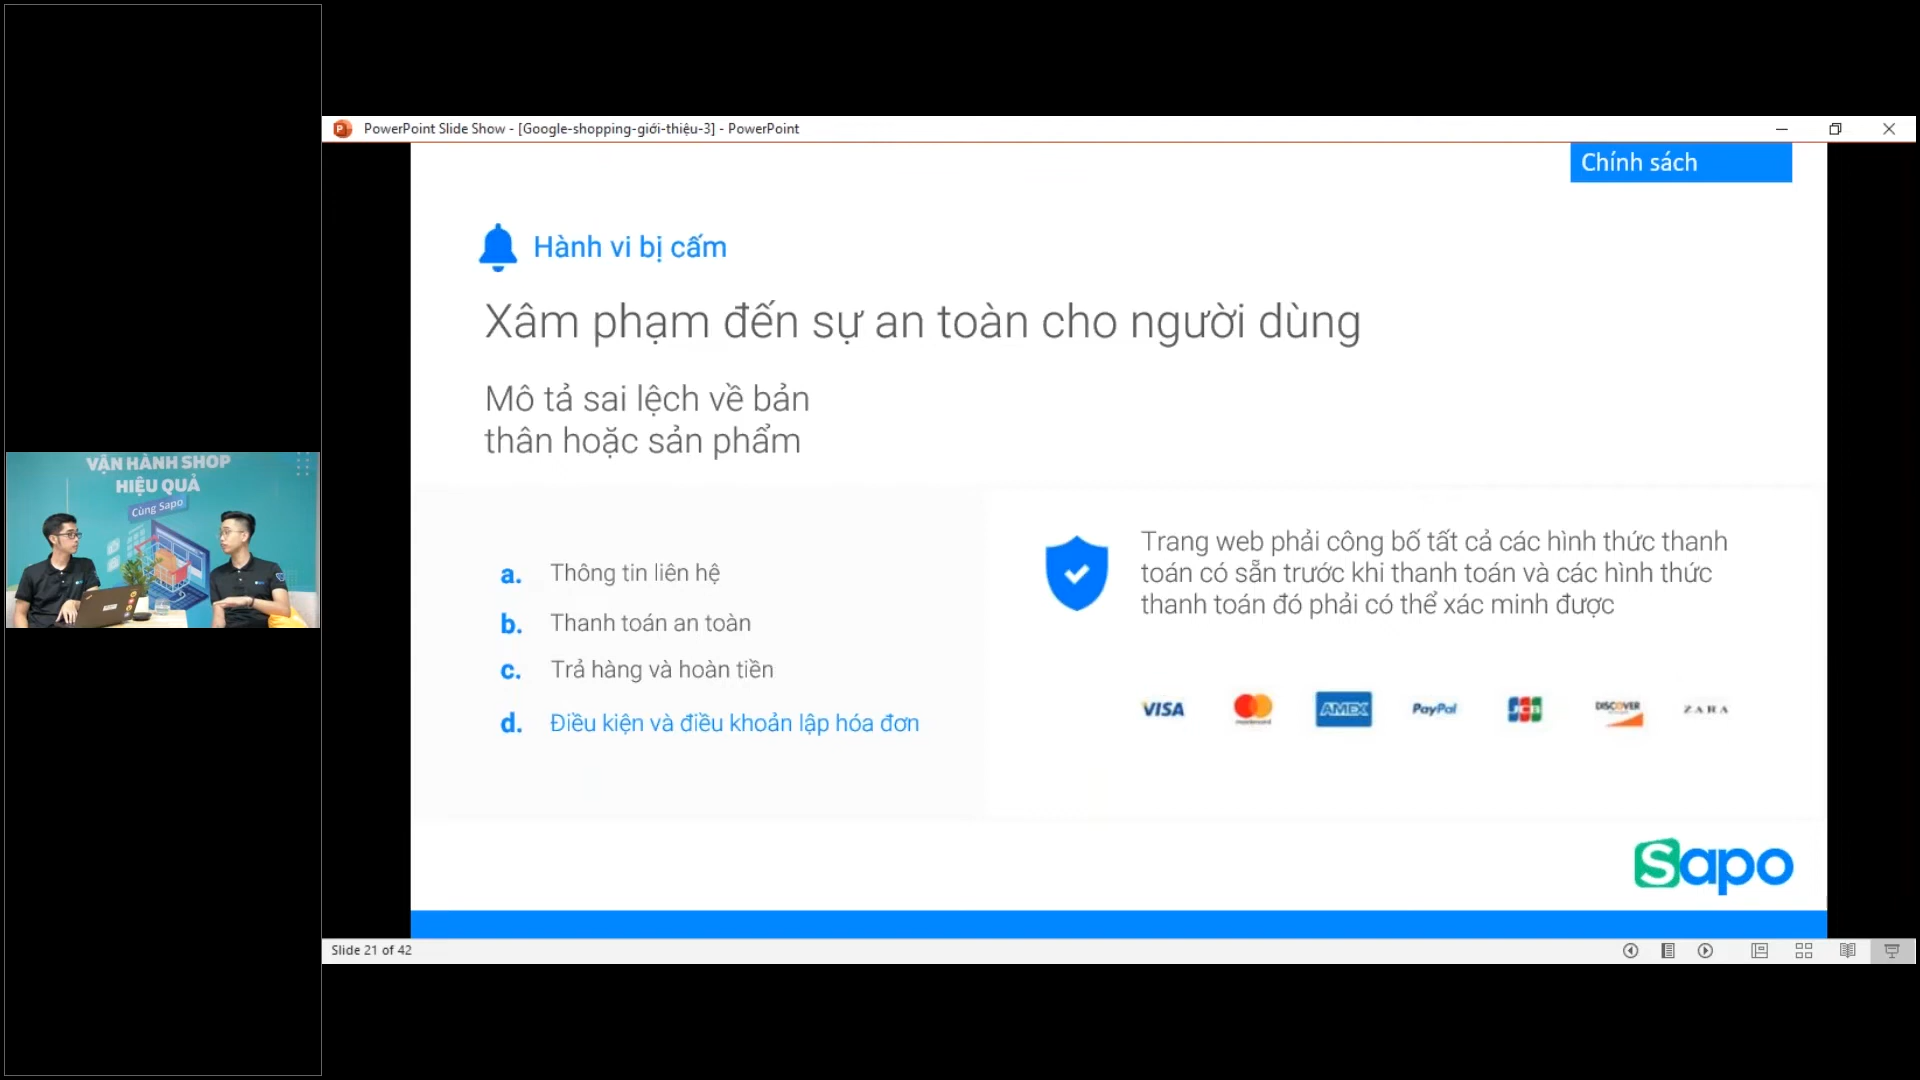 VẬN HÀNH SHOP
HIỆU QUẢ
Cùng Sapo
PowerPoint Slide Show - [Google-shopping-giới-thiệu-3] - PowerPoint
Chính sách
Hành vi bị cấm
Xâm phạm đến sự an toàn cho người dùng
Mô tả sai lệch về bản
thân hoặc sản phẩm
a. Thông tin liên hệ
b. Thanh toán an toàn
c. Trả hàng và hoàn tiền
d. Điều kiện và điều khoản lập hóa đơn
Trang web phải công bố tất cả các hình thức thanh
toán có sẵn trước khi thanh toán và các hình thức
thanh toán đó phải có thể xác minh được
VISA mastercard AMEX PayPal JCB DISCOVER ZARA
Sapo
Slide 21 of 42